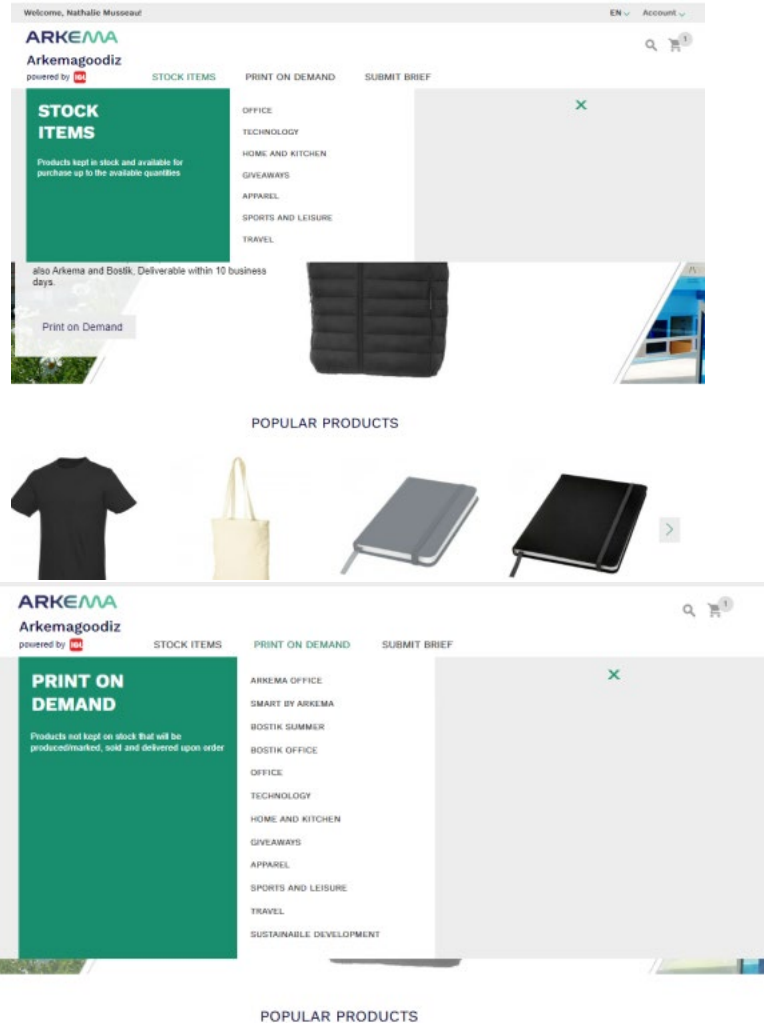 Welcome, Nathalie Musseau!
EN
Account
ARKEMA
Arkemagoodiz
1
powered by
STOCK ITEMS
PRINT ON DEMAND
SUBMIT BRIEF
STOCK
ITEMS
Products kept in stock and available for
purchase up to the available quantities
OFFICE
TECHNOLOGY
HOME AND KITCHEN
GIVEAWAYS
APPAREL
SPORTS AND LEISURE
TRAVEL
also Arkema and Bostik. Deliverable within 10 business
days.
Print on Demand
POPULAR PRODUCTS
ARKEMA
Arkemagoodiz
1
powered by
STOCK ITEMS
PRINT ON DEMAND
SUBMIT BRIEF
PRINT ON
DEMAND
Products not kept on stock that will be
produced/marked, sold and delivered upon order
ARKEMA OFFICE
SMART BY ARKEMA
BOSTIK SUMMER
BOSTIK OFFICE
OFFICE
TECHNOLOGY
HOME AND KITCHEN
GIVEAWAYS
APPAREL
SPORTS AND LEISURE
TRAVEL
SUSTAINABLE DEVELOPMENT
POPULAR PRODUCTS